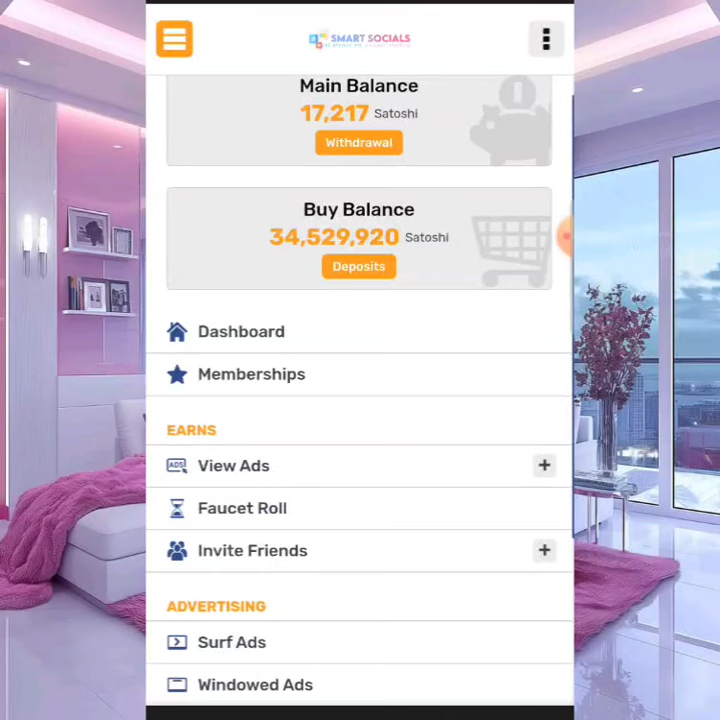 SMART SOCIALS
Main Balance
17,217 Satoshi
Withdrawal
Buy Balance
34,529,920 Satoshi
Deposits
Dashboard
Memberships
EARNS
ADS
View Ads
Faucet Roll
Invite Friends
ADVERTISING
Surf Ads
Windowed Ads